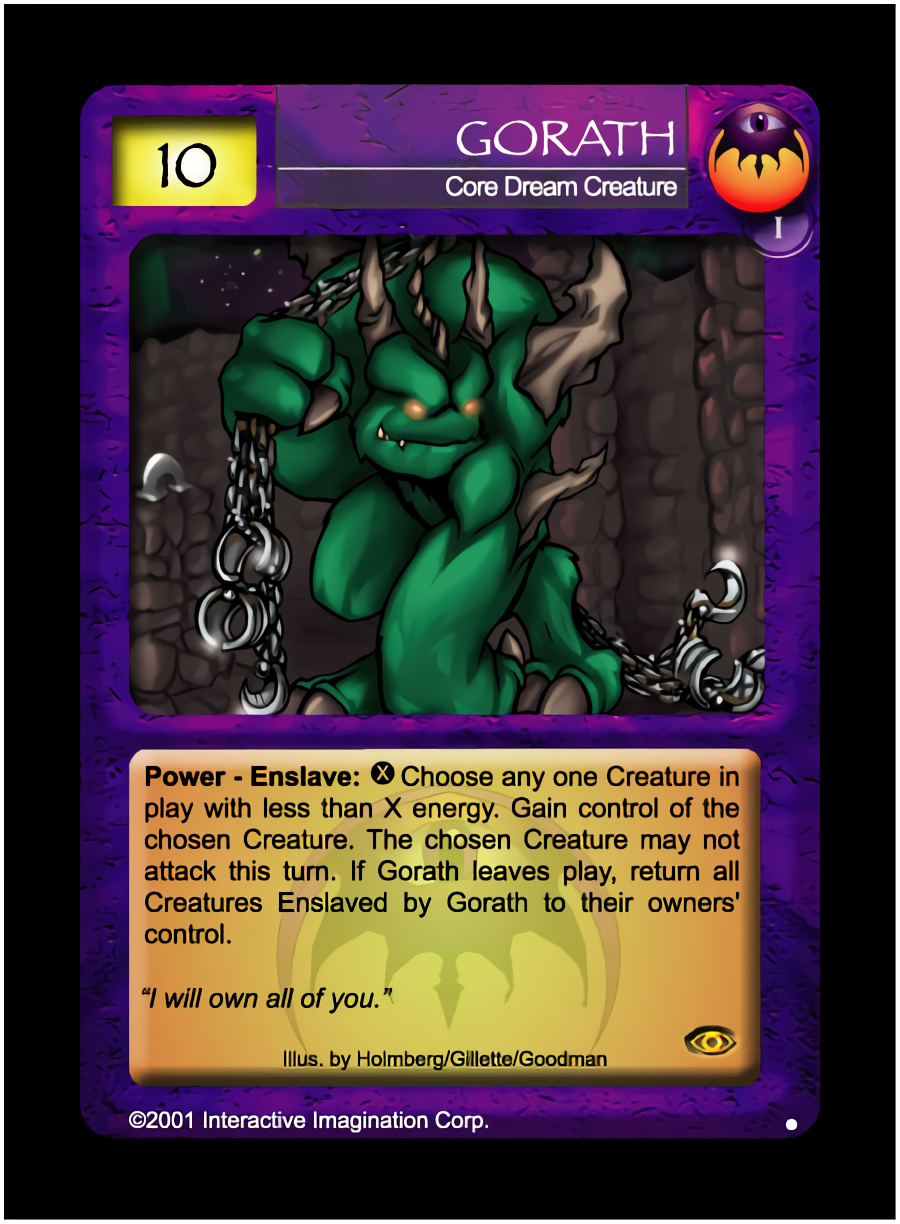 10
GORATH
Core Dream Creature
I
Power - Enslave: X Choose any one Creature in
play with less than X energy. Gain control of the
chosen Creature. The chosen Creature may not
attack this turn. If Gorath leaves play, return all
Creatures Enslaved by Gorath to their owners'
control.
“I will own all of you.”
Illus. by Holmberg/Gillette/Goodman
©2001 Interactive Imagination Corp.